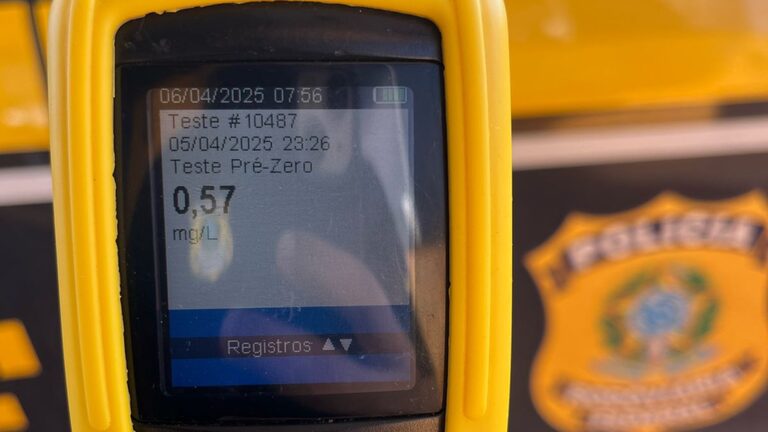 06/04/2025 07:56
Teste #10487
05/04/2025 23:26
Teste Pré-Zero
0,57
mg/L
Registros ▲▼
POLICIA